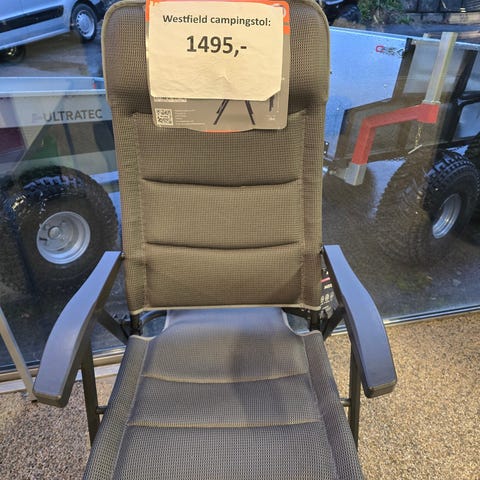 Westfield campingstol:
1495,-
ULTRATEC